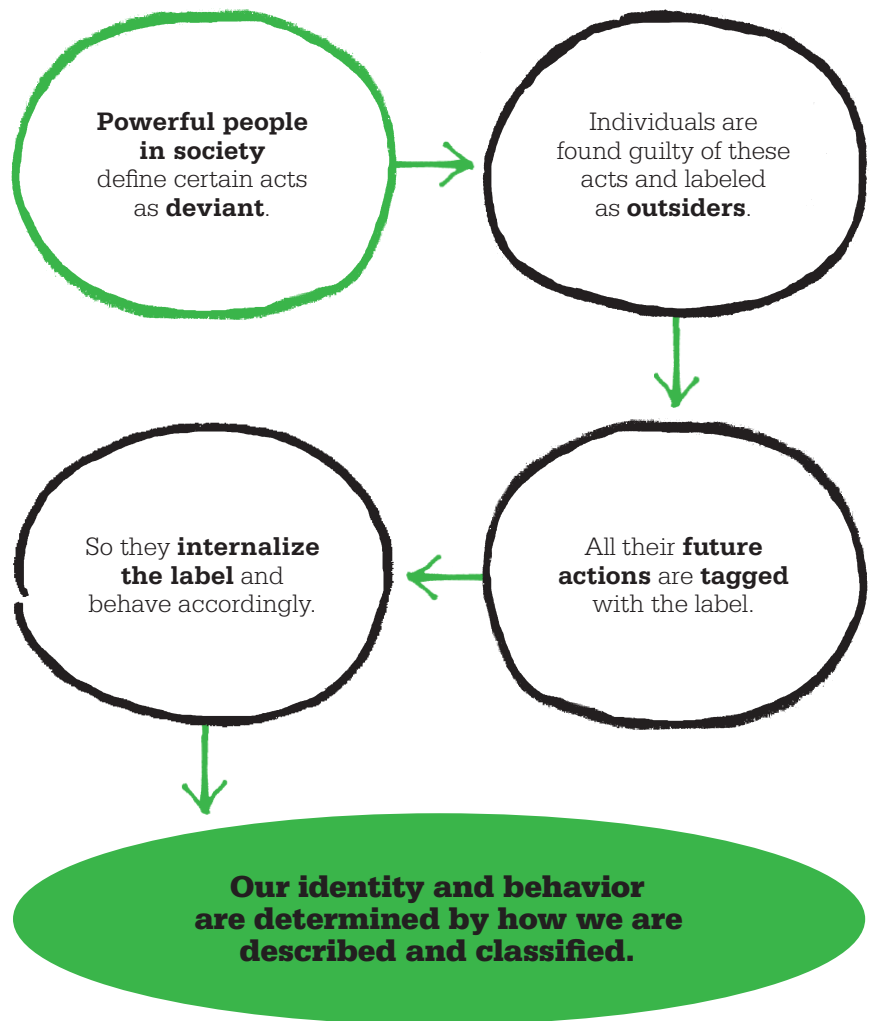 Powerful people
in society
define certain acts
as deviant.
Individuals are
found guilty of these
acts and labeled
as outsiders.
All their future
actions are tagged
with the label.
So they internalize
the label and
behave accordingly.
Our identity and behavior
are determined by how we are
described and classified.